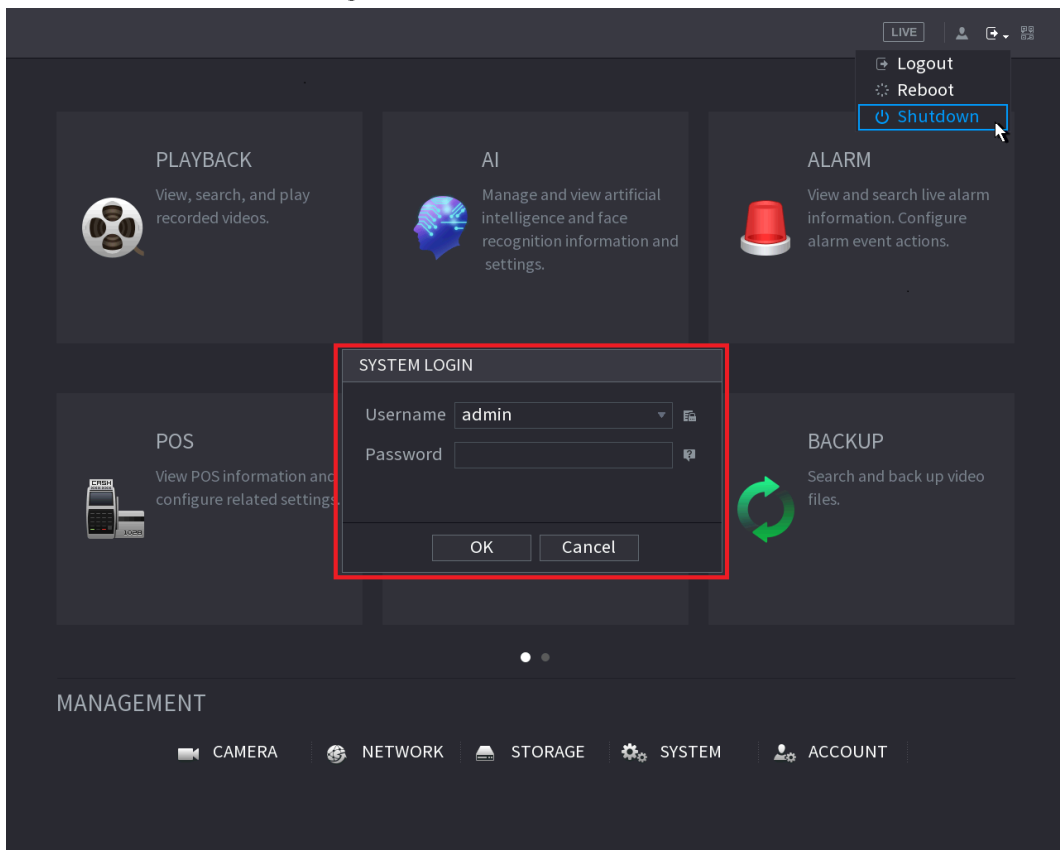 LIVE
Logout
Reboot
Shutdown
PLAYBACK
View, search, and play
recorded videos.
AI
Manage and view artificial
intelligence and face
recognition information and
settings.
ALARM
View and search live alarm
information. Configure
alarm event actions.
SYSTEM LOGIN
Username admin
Password
OK Cancel
POS
View POS information and
configure related settings.
CASH
BACKUP
Search and back up video
files.
MANAGEMENT
CAMERA NETWORK STORAGE SYSTEM ACCOUNT